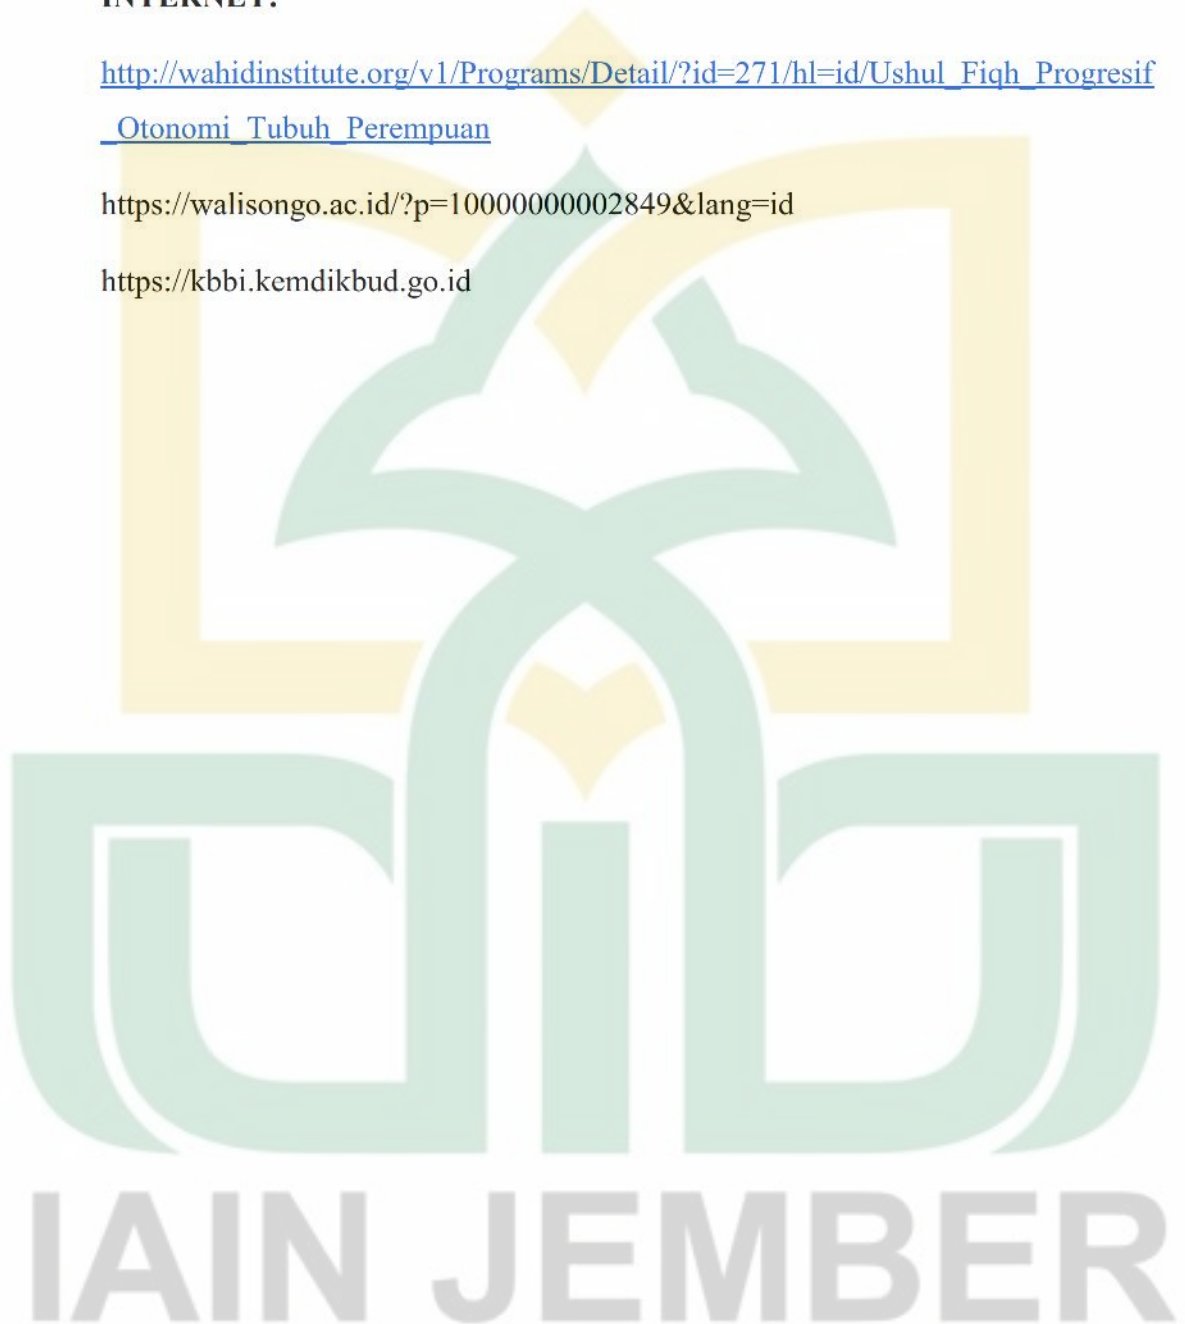 INTERNET:
http://wahidinstitute.org/v1/Programs/Detail/?id=271/hl=id/Ushul_Fiqh_Progresif
_Otonomi_Tubuh_Perempuan
https://walisongo.ac.id/?p=10000000002849&lang=id
https://kbbi.kemdikbud.go.id
IAIN JEMBER